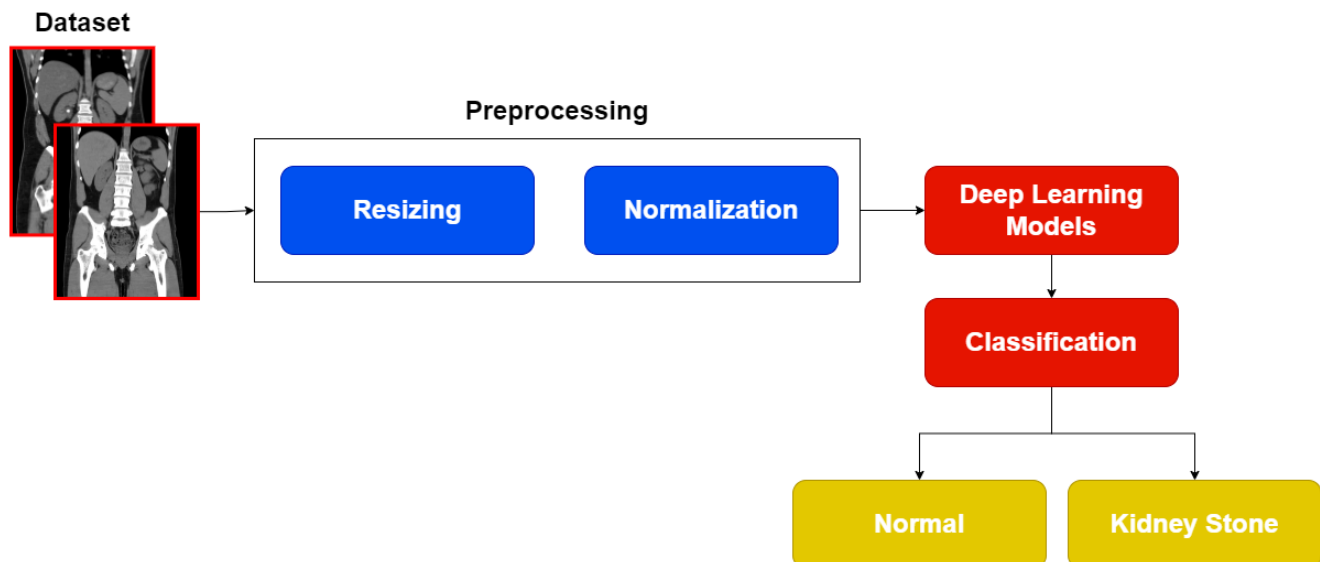 Dataset
Preprocessing
Resizing
Normalization
Deep Learning
Models
Classification
Normal
Kidney Stone